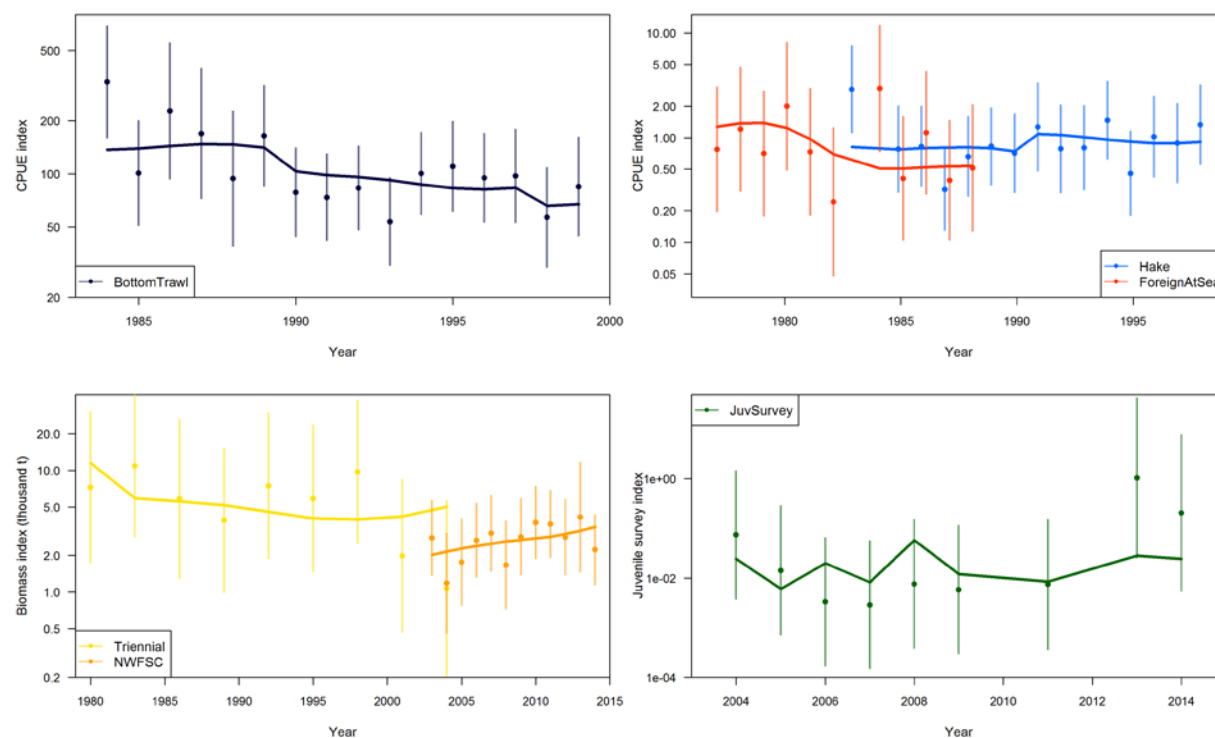 CPUE index
500
200
100
50
20
BottomTrawl
1985
1990
1995
2000
Year
CPUE index
10.00
5.00
2.00
1.00
0.50
0.20
0.10
0.05
Hake
ForeignAtSea
1980
1985
1990
1995
Year
Biomass index (thousand t)
20.0
10.0
5.0
2.0
1.0
0.5
0.2
Triennial
NWFSC
1980
1985
1990
1995
2000
2005
2010
2015
Year
Juvenile survey index
JuvSurvey
1e+00
1e-02
1e-04
2004
2006
2008
2010
2012
2014
Year